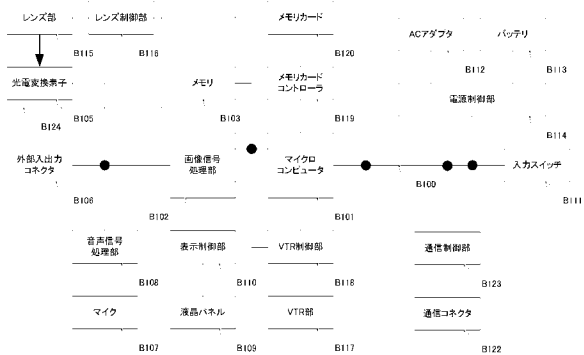 レンズ部
レンズ制御部
メモリカード
ACアダプタ
バッテリ
B115
B116
B120
B112
B113
光電変換素子
メモリ
メモリカード
コントローラ
電源制御部
B124
B105
B103
B119
B114
外部入出力
コネクタ
画像信号
処理部
マイクロ
コンピュータ
入力スイッチ
B100
B106
B102
B101
B111
音声信号
処理部
表示制御部
VTR制御部
通信制御部
B108
B110
B118
B123
マイク
液晶パネル
VTR部
通信コネクタ
B107
B109
B117
B122